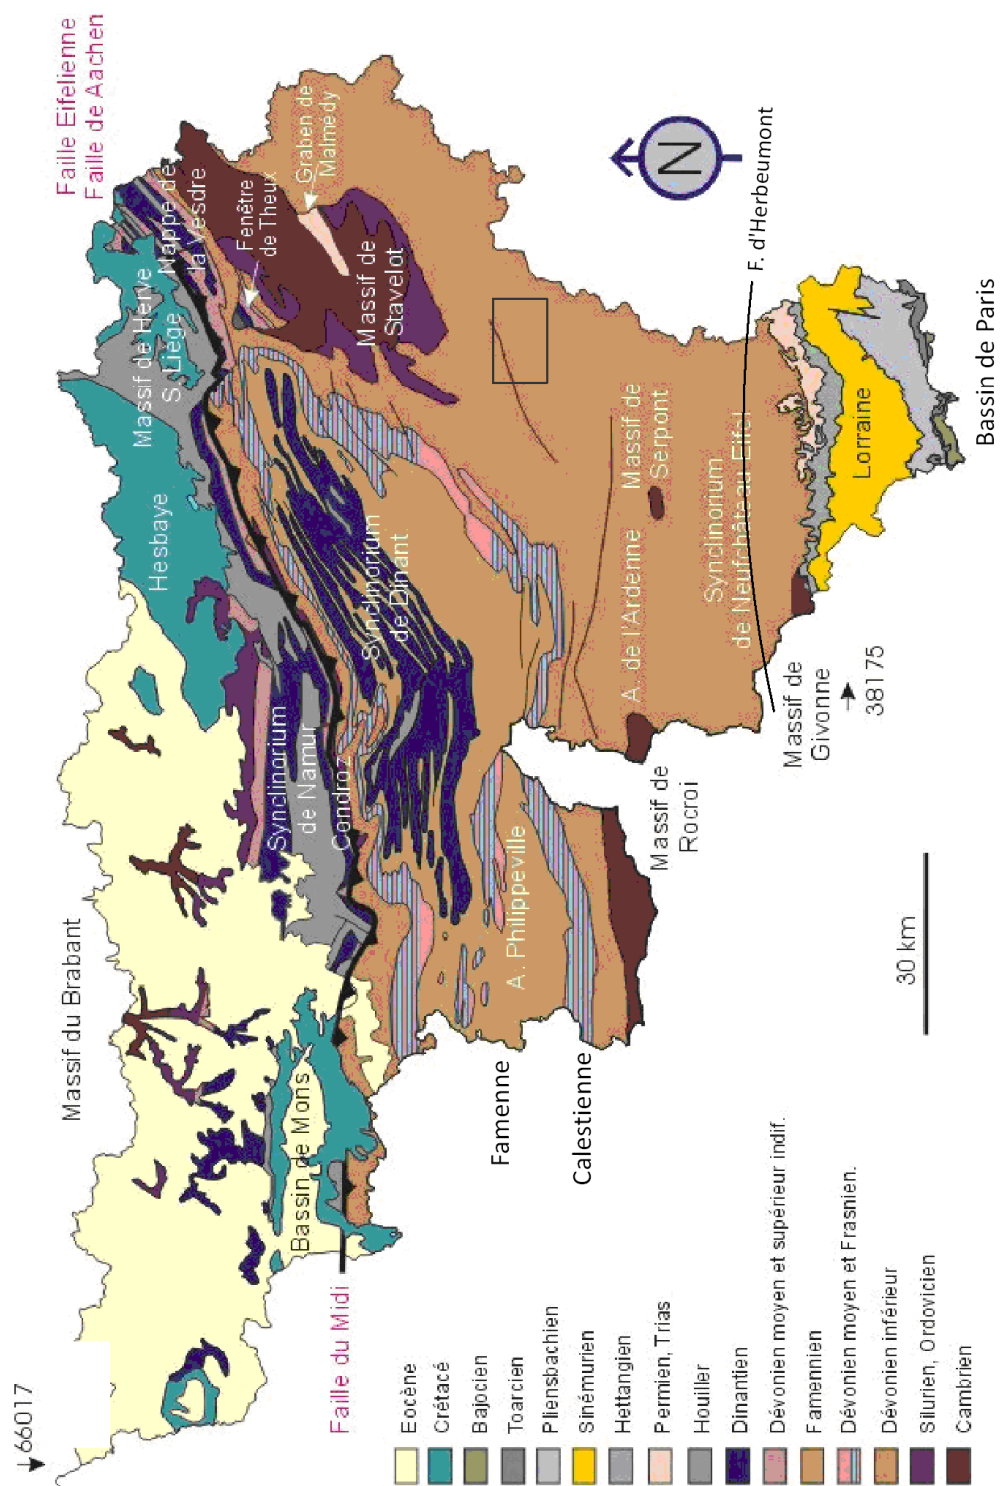 ↓66017
Massif du Brabant
Faille Eifelienne
Faille de Aachen
Hesbaye
Massif de Herve
S. Liège
Nappe de
la Vesdre
Fenêtre
de Theux
Graben de
Malmedy
Massif de
Stavelot
N
Bassin de Mons
Synclinorium
de Namur
Condroz
Synclinorium
de Dinant
Faille du Midi
A. Philippeville
Famenne
Calestienne
Massif de
Rocroi
A. de l'Ardenne
Massif de
Serpont
Synclinorium
de Neufchâteau-Eifel
F. d'Herbeumont
Massif de
Givonne
38175
Lorraine
Bassin de Paris
30 km
Eocène
Crétacé
Bajocien
Toarcien
Pliensbachien
Sinémurien
Hettangien
Permien, Trias
Houiller
Dinantien
Dévonien moyen et supérieur indif.
Famennien
Dévonien moyen et Frasnien.
Dévonien inférieur
Silurien, Ordovicien
Cambrien